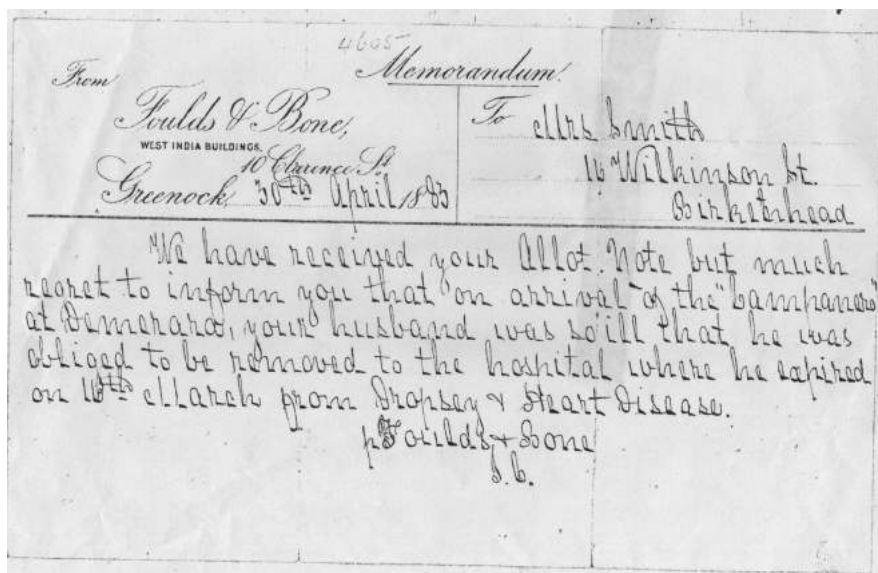 4605
Memorandum.
From
Foulds & Bone,
WEST INDIA BUILDINGS,
10 Clarence St.
Greenock, 30th April 1883
To Mrs Smith
16 Wilkinson St.
Birkenhead
We have received your Allot. Note but much
regret to inform you that on arrival of the "Campanero"
at Demerara, your husband was so ill that he was
obliged to be removed to the hospital where he expired
on 16th March from Dropsey & Heart Disease.
p Foulds & Bone